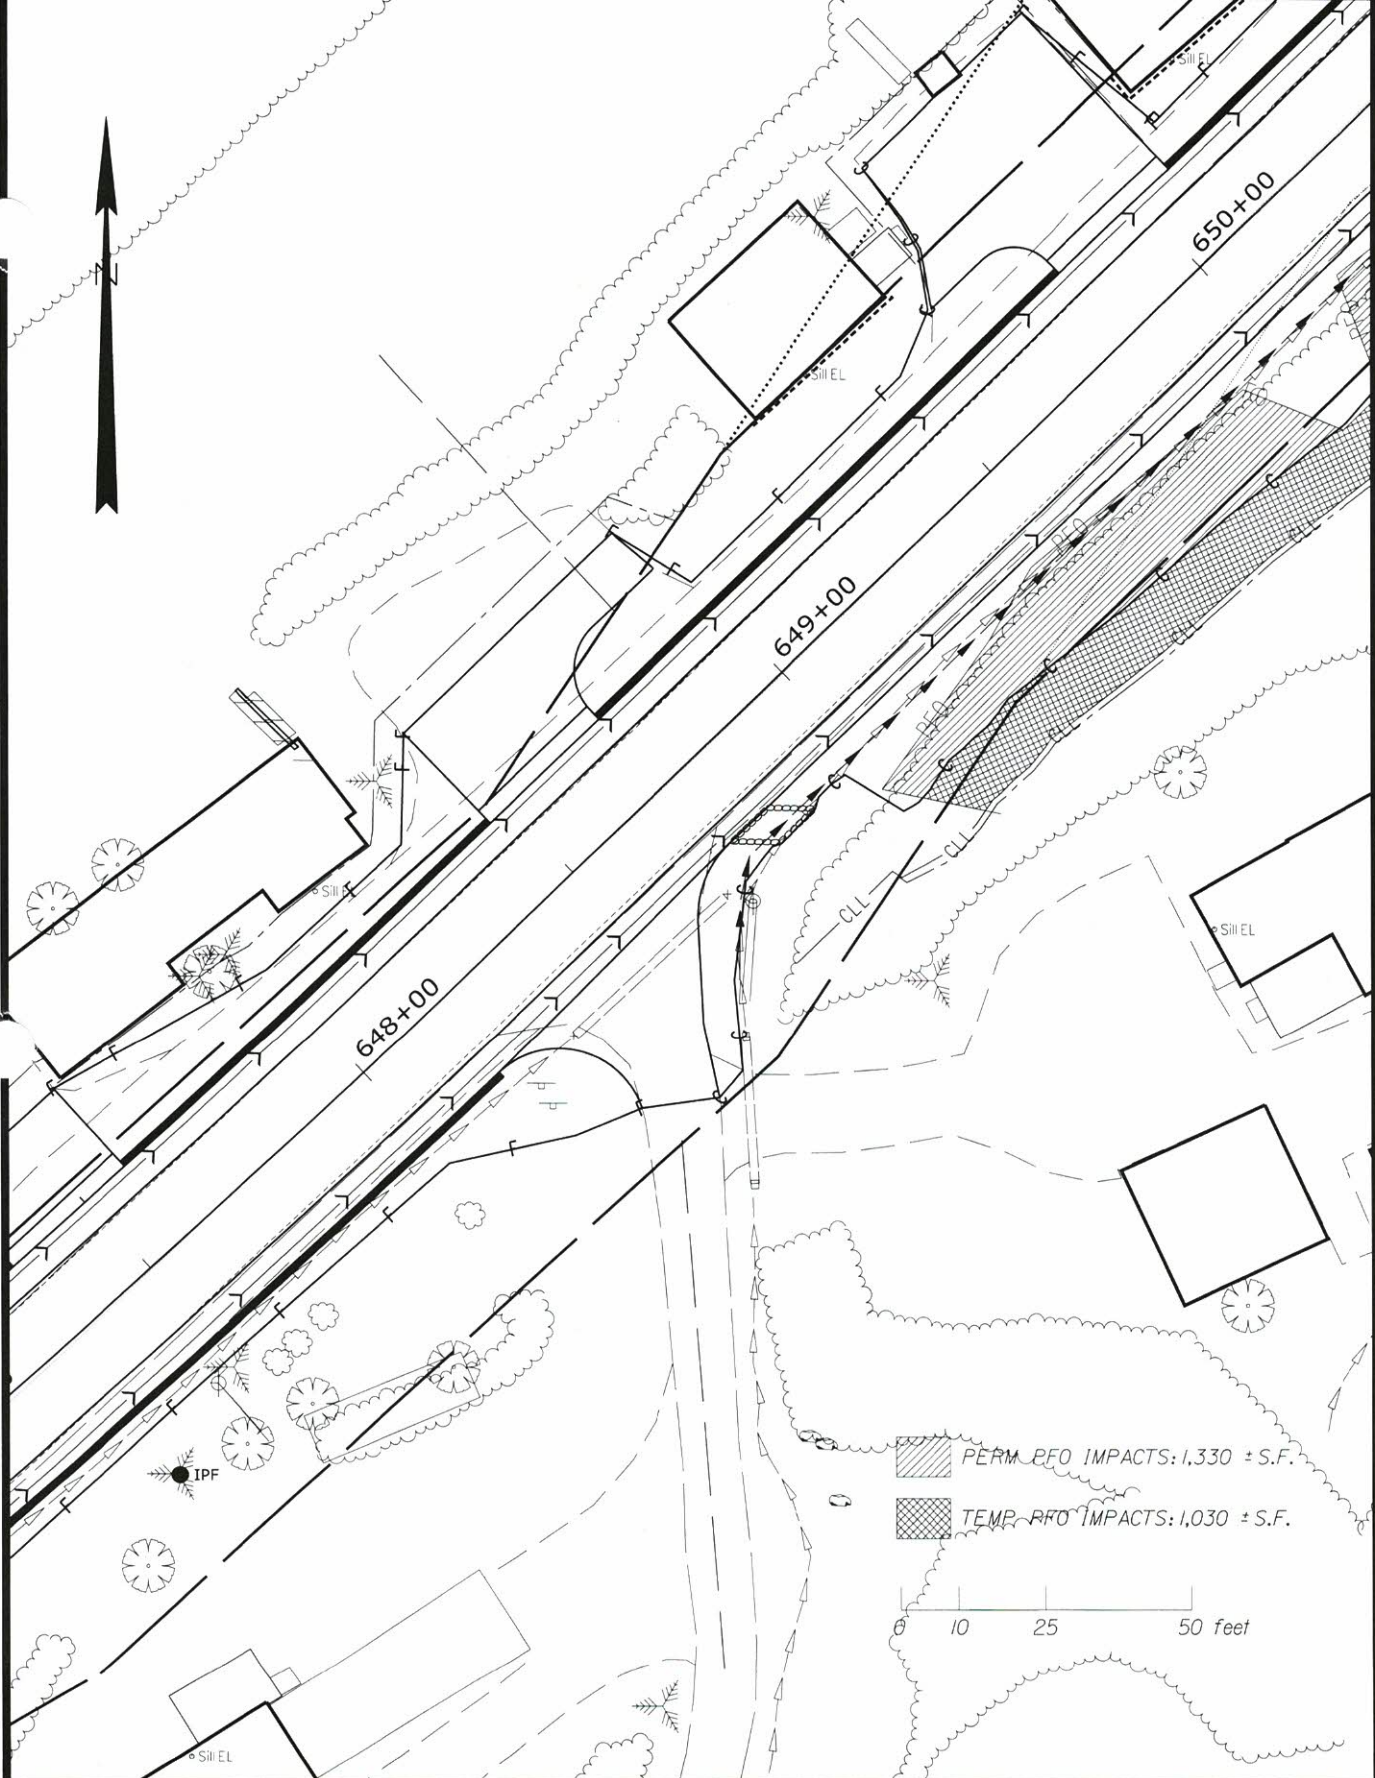 Sill EL
650+00
N
Sill EL
PFO
PFO
CLL
649+00
CLL
PFO
CLL
CLL
Sill EL
CLL
Sill EL
648+00
IPF
PERM PFO IMPACTS: 1,330 ± S.F.
TEMP PFO IMPACTS: 1,030 ± S.F.
0 10 25 50 feet
Sill EL